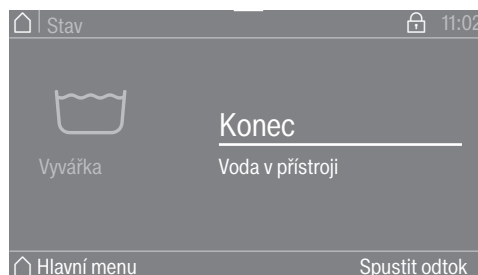 Stav 11:02
Konec
Vyvářka Voda v přístroji
Hlavní menu Spustit odtok